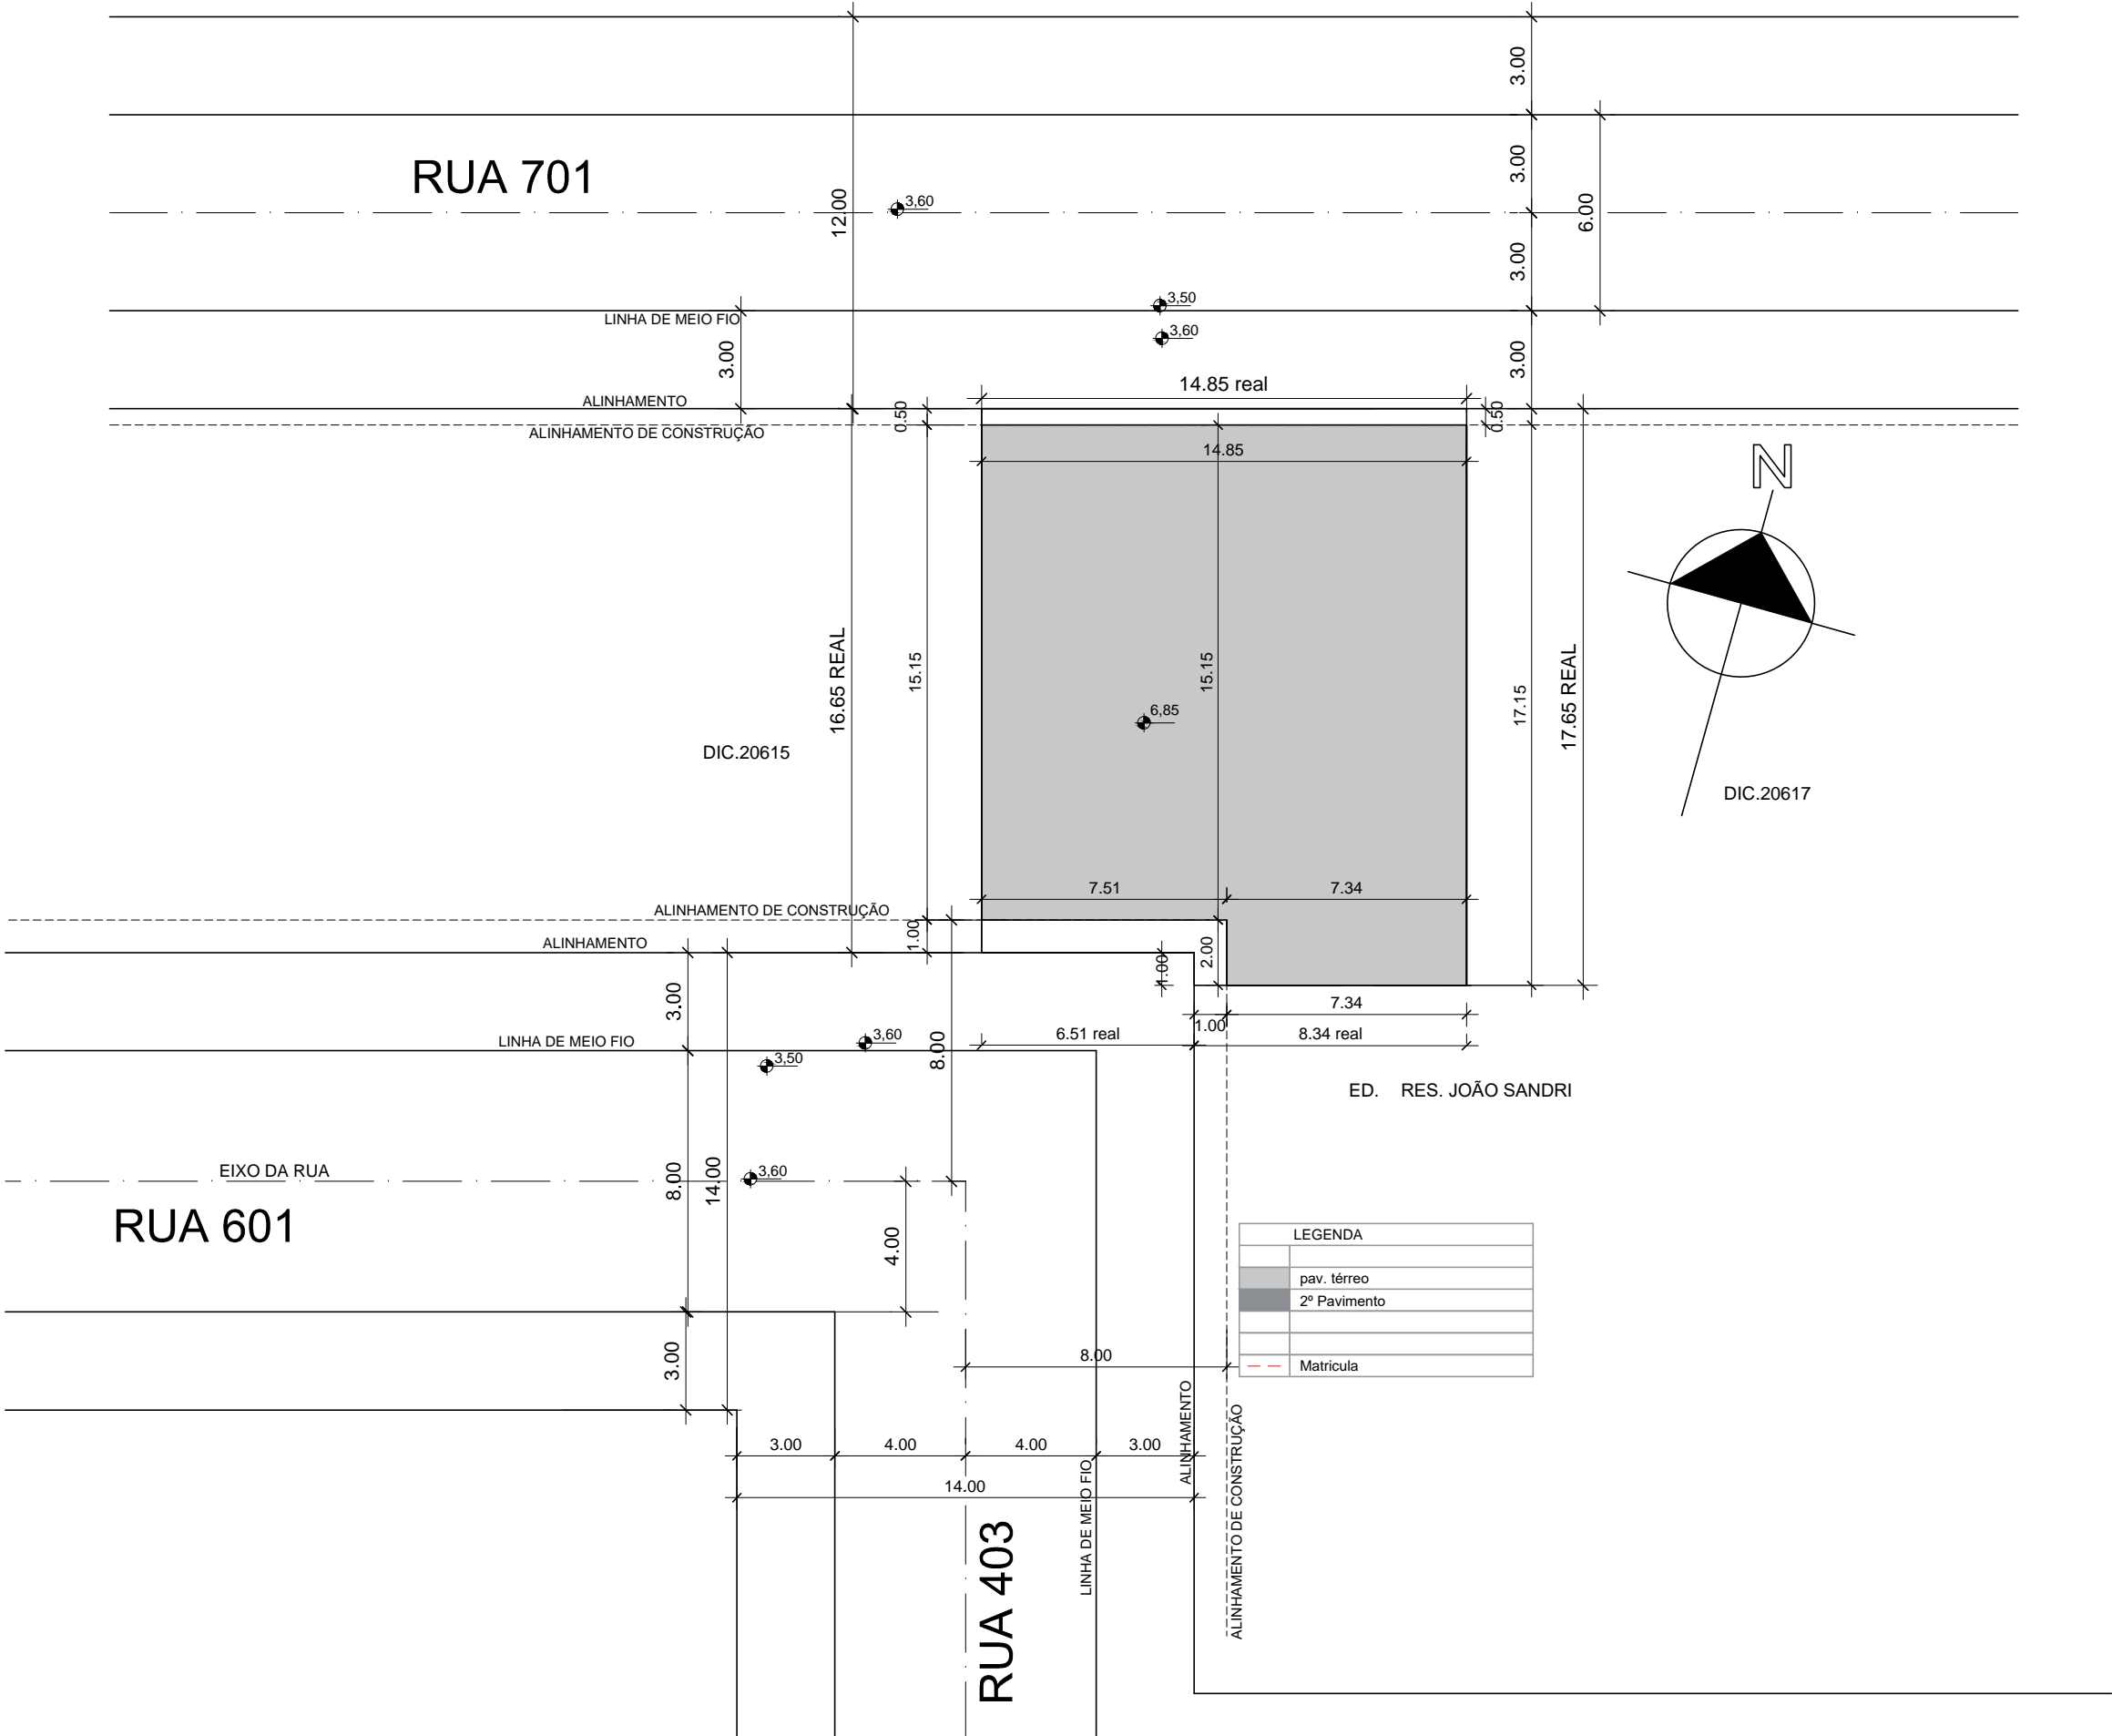 3.00
RUA 701
3.00
12.00
3,60
6.00
3.00
3,50
LINHA DE MEIO FIO
3,60
3.00
3.00
14.85 real
ALINHAMENTO
0.50
0.50
ALINHAMENTO DE CONSTRUÇÃO
14.85
N
16.65 REAL
15.15
15.15
17.15
17.65 REAL
6,85
DIC.20615
DIC.20617
7.51
7.34
ALINHAMENTO DE CONSTRUÇÃO
1.00
ALINHAMENTO
2.00
1.00
3.00
7.34
1.00
6.51 real
8.34 real
LINHA DE MEIO FIO
3,60
8.00
3,50
ED. RES. JOÃO SANDRI
EIXO DA RUA
3,60
8.00
14.00
RUA 601
4.00
LEGENDA
pav. térreo
2º Pavimento
Matricula
3.00
8.00
ALINHAMENTO
3.00
4.00
4.00
3.00
14.00
LINHA DE MEIO FIO
ALINHAMENTO DE CONSTRUÇÃO
RUA 403